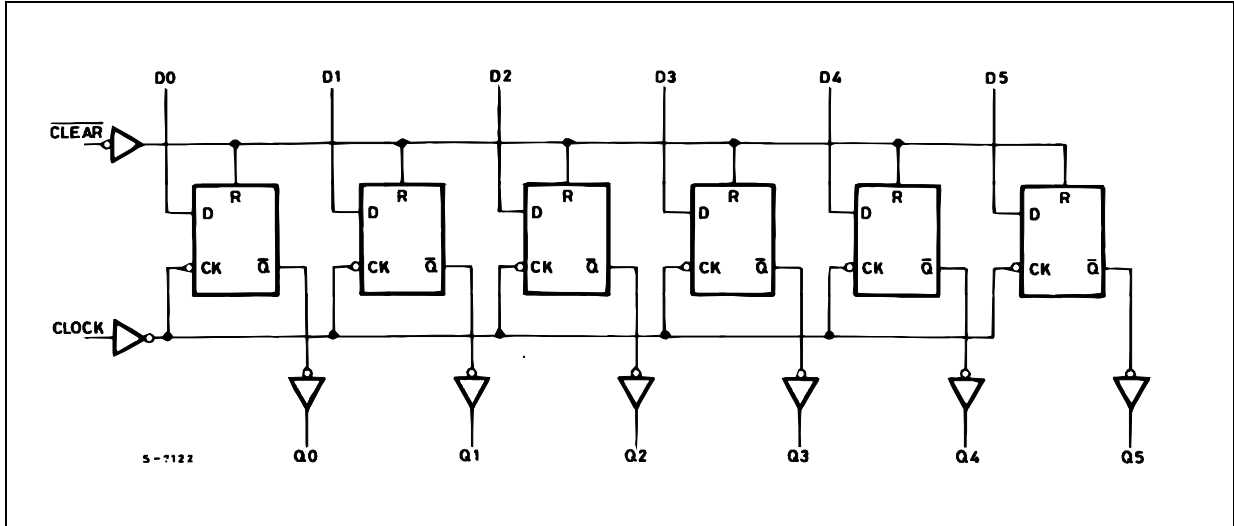 D0 D1 D2 D3 D4 D5
C̅L̅E̅A̅R̅
R R R R R R
D D D D D D
CK Q̅ CK Q̅ CK Q̅ CK Q̅ CK Q̅ CK Q̅
CLOCK
Q0 Q1 Q2 Q3 Q4 Q5